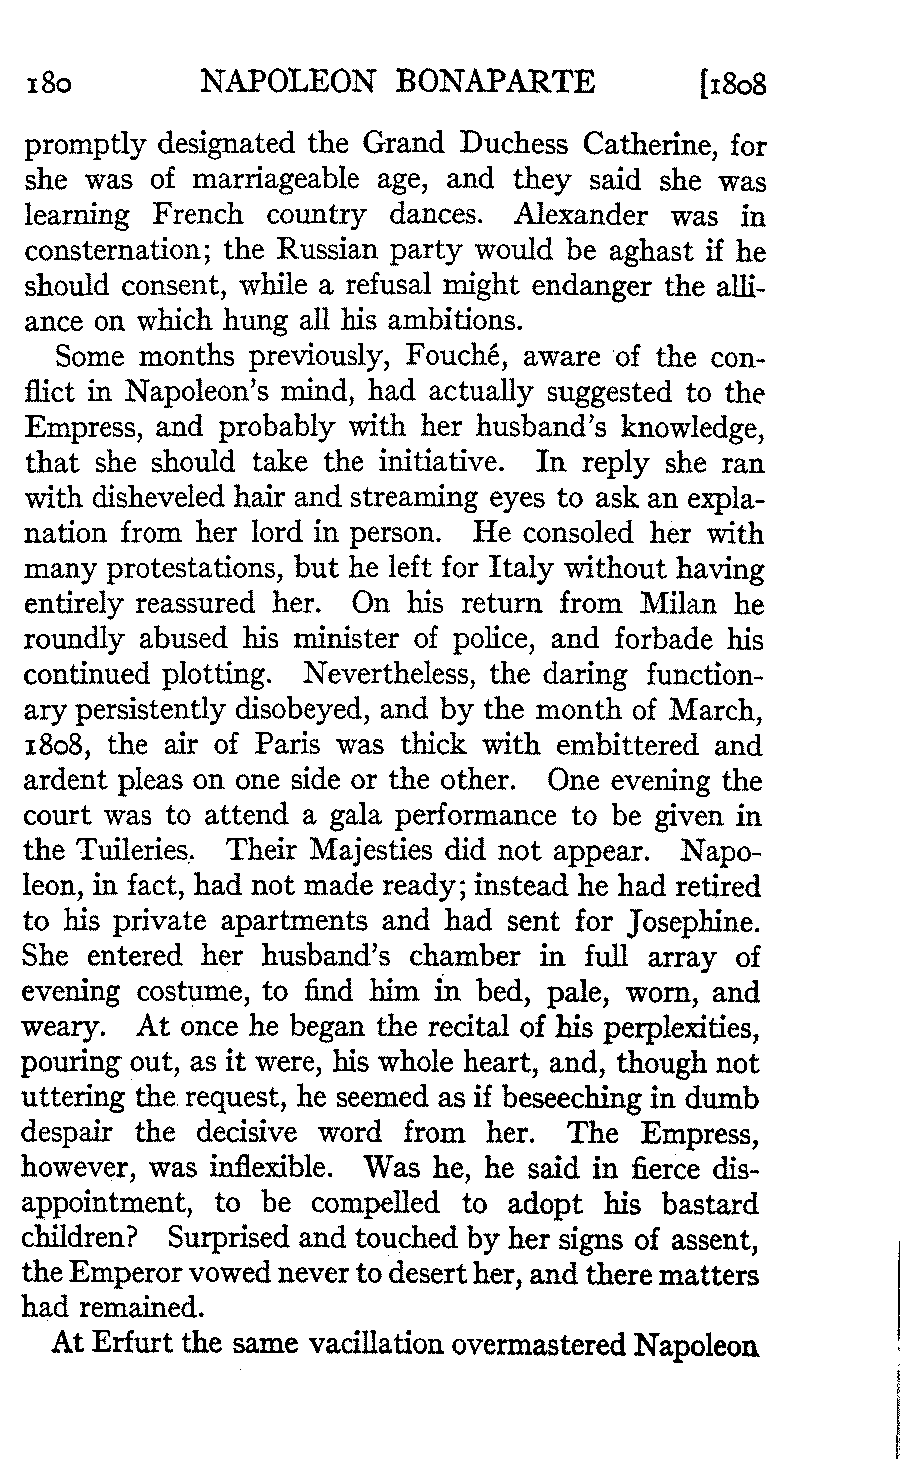 180 NAPOLEON BONAPARTE [1808
promptly designated the Grand Duchess Catherine, for
she was of marriageable age, and they said she was
learning French country dances. Alexander was in
consternation; the Russian party would be aghast if he
should consent, while a refusal might endanger the alli-
ance on which hung all his ambitions.
Some months previously, Fouché, aware of the con-
flict in Napoleon's mind, had actually suggested to the
Empress, and probably with her husband's knowledge,
that she should take the initiative. In reply she ran
with disheveled hair and streaming eyes to ask an expla-
nation from her lord in person. He consoled her with
many protestations, but he left for Italy without having
entirely reassured her. On his return from Milan he
roundly abused his minister of police, and forbade his
continued plotting. Nevertheless, the daring function-
ary persistently disobeyed, and by the month of March,
1808, the air of Paris was thick with embittered and
ardent pleas on one side or the other. One evening the
court was to attend a gala performance to be given in
the Tuileries. Their Majesties did not appear. Napo-
leon, in fact, had not made ready; instead he had retired
to his private apartments and had sent for Josephine.
She entered her husband's chamber in full array of
evening costume, to find him in bed, pale, worn, and
weary. At once he began the recital of his perplexities,
pouring out, as it were, his whole heart, and, though not
uttering the request, he seemed as if beseeching in dumb
despair the decisive word from her. The Empress,
however, was inflexible. Was he, he said in fierce dis-
appointment, to be compelled to adopt his bastard
children? Surprised and touched by her signs of assent,
the Emperor vowed never to desert her, and there matters
had remained.
At Erfurt the same vacillation overmastered Napoleon